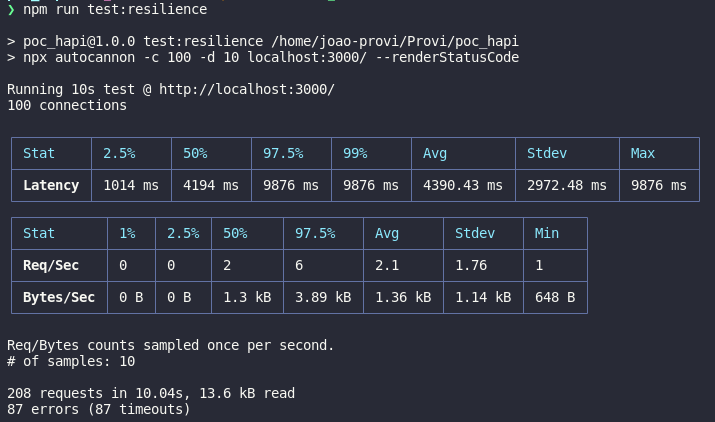 ❯ npm run test:resilience
> poc_hapi@1.0.0 test:resilience /home/joao-provi/Provi/poc_hapi
> npx autocannon -c 100 -d 10 localhost:3000/ --renderStatusCode
Running 10s test @ http://localhost:3000/
100 connections
Stat 2.5% 50% 97.5% 99% Avg Stdev Max
Latency 1014 ms 4194 ms 9876 ms 9876 ms 4390.43 ms 2972.48 ms 9876 ms
Stat 1% 2.5% 50% 97.5% Avg Stdev Min
Req/Sec 0 0 2 6 2.1 1.76 1
Bytes/Sec 0 B 0 B 1.3 kB 3.89 kB 1.36 kB 1.14 kB 648 B
Req/Bytes counts sampled once per second.
# of samples: 10
208 requests in 10.04s, 13.6 kB read
87 errors (87 timeouts)